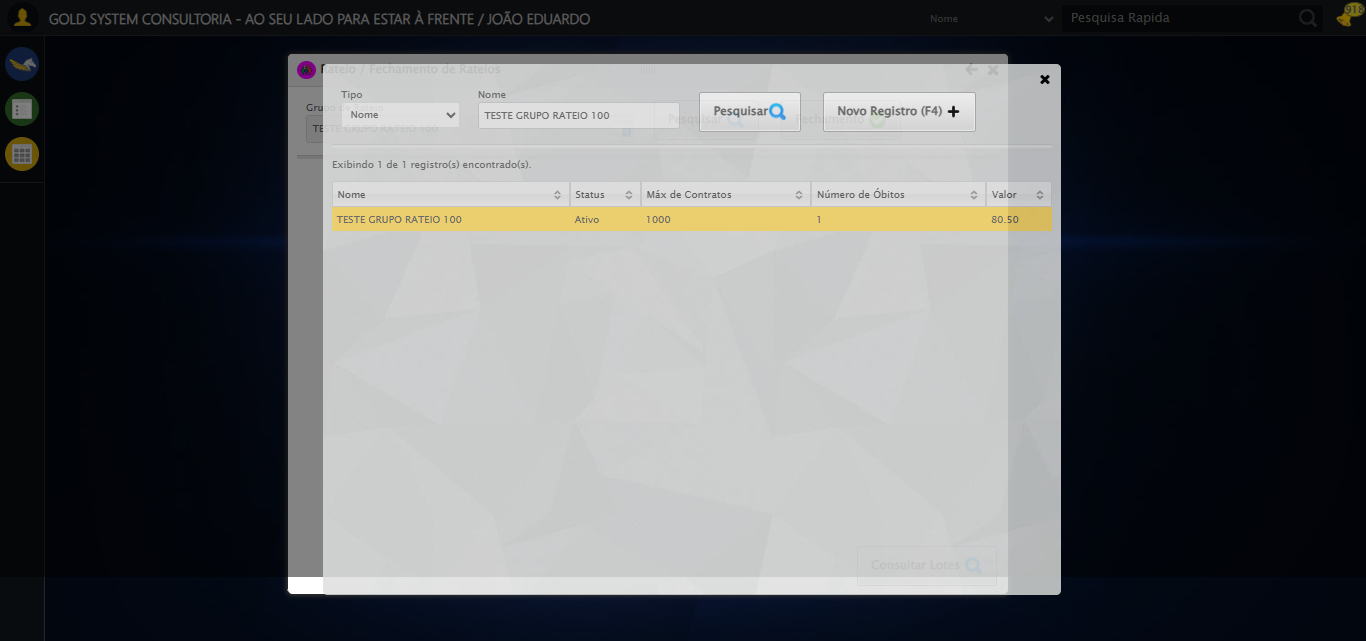 GOLD SYSTEM CONSULTORIA - AO SEU LADO PARA ESTAR À FRENTE / JOÃO EDUARDO
Nome
Pesquisa Rapida
918
Rateio / Fechamento de Rateios
Tipo
Nome
Grupo de Rateio
Nome
TESTE GRUPO RATEIO 100
Pesquisar
Novo Registro (F4)
TESTE GRUPO RATEIO 100
Pesquisar
Fechamento
Exibindo 1 de 1 registro(s) encontrado(s).
Nome Status Máx de Contratos Número de Óbitos Valor
TESTE GRUPO RATEIO 100 Ativo 1000 1 80.50
Consultar Lotes